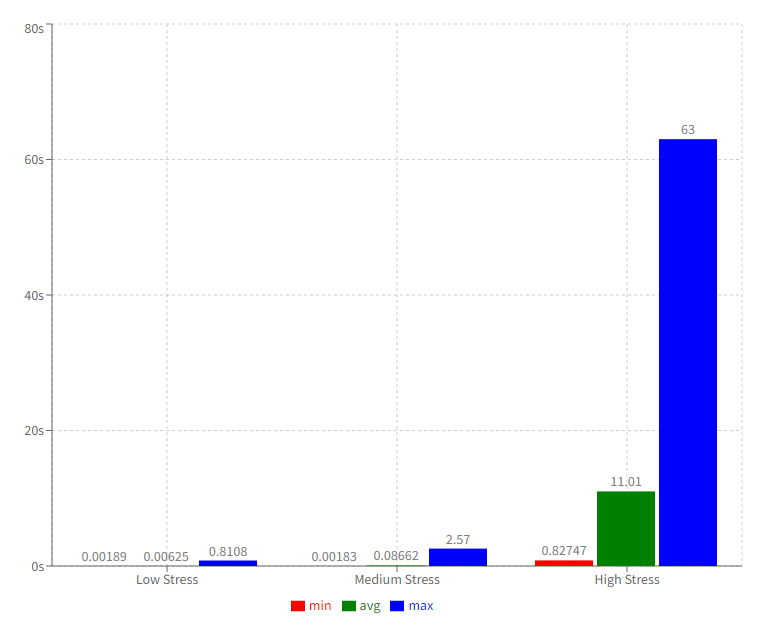 80s
63
60s
40s
20s
11.01
0.00189 0.00625 0.8108 0.00183 0.08662 2.57 0.82747
0s
Low Stress Medium Stress High Stress
min avg max